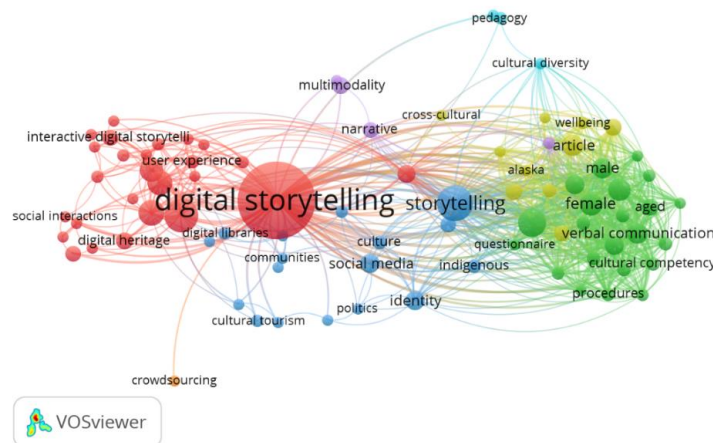 pedagogy
cultural diversity
multimodality
cross-cultural
wellbeing
narrative
article
interactive digital storytelli
user experience
alaska
male
digital storytelling
storytelling
female
aged
social interactions
digital heritage
digital libraries
culture
questionnaire
verbal communication
communities
social media
indigenous
cultural competency
identity
procedures
politics
cultural tourism
crowdsourcing
VOSviewer